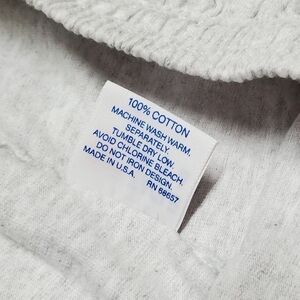 100% COTTON
MACHINE WASH WARM.
SEPARATELY.
TUMBLE DRY LOW.
AVOID CHLORINE BLEACH.
DO NOT IRON DESIGN.
MADE IN U.S.A. RN 68657